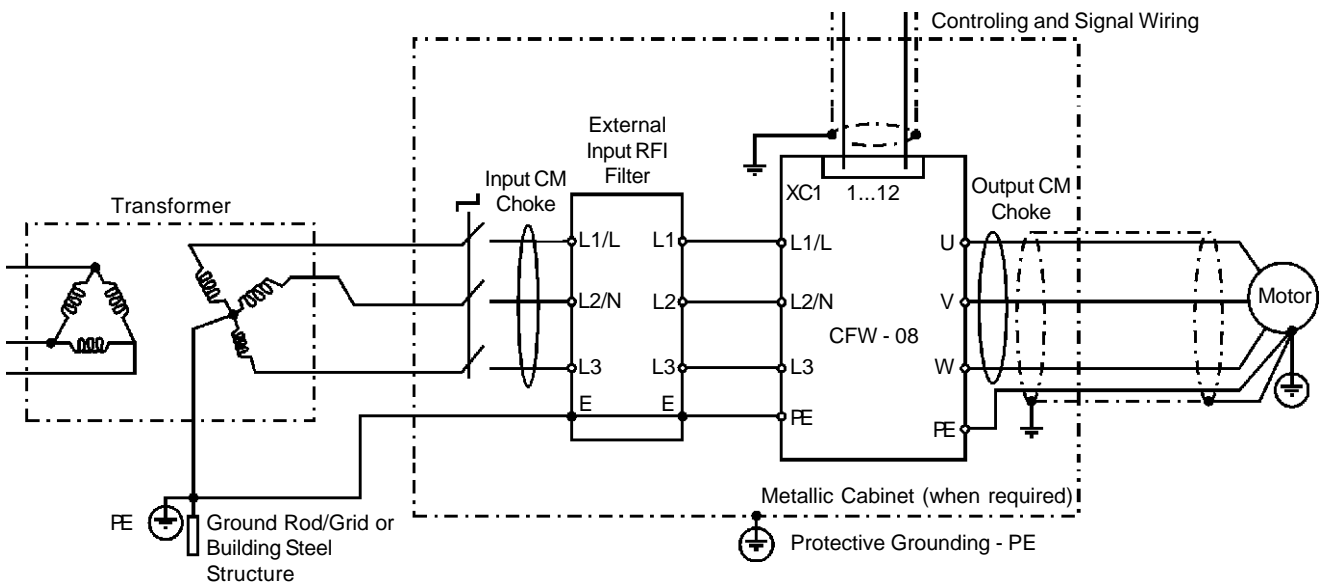 Controling and Signal Wiring
External
Input RFI
Filter
Input CM
Choke
XC1 1...12
Output CM
Choke
Transformer
L1/L L1 L1/L U
L2/N L2 L2/N V
Motor
CFW - 08
L3 L3 L3 W
E E PE PE
Metallic Cabinet (when required)
PE Ground Rod/Grid or
Building Steel
Structure
Protective Grounding - PE